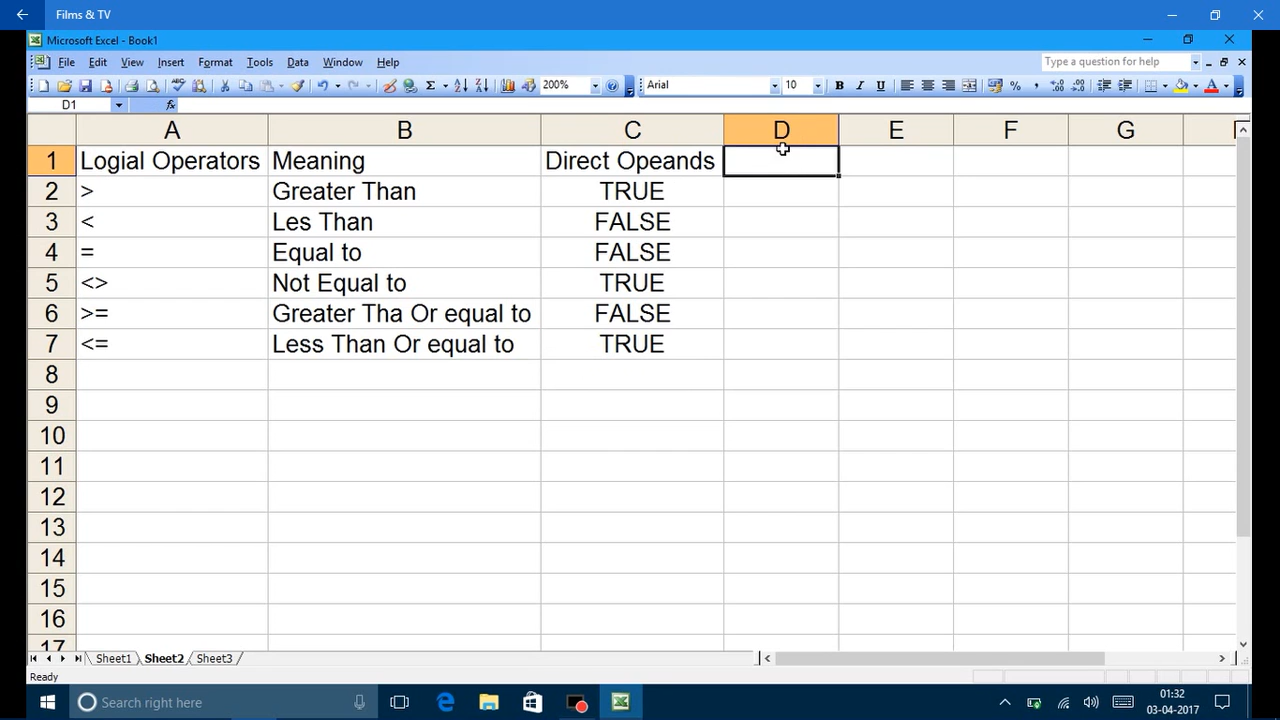 Films & TV
Microsoft Excel - Book1
File Edit View Insert Format Tools Data Window Help Type a question for help
200% Arial 10 B I U
D1 fx
A B C D E F G
1 Logial Operators Meaning Direct Opeands
2 > Greater Than TRUE
3 < Les Than FALSE
4 = Equal to FALSE
5 <> Not Equal to TRUE
6 >= Greater Tha Or equal to FALSE
7 <= Less Than Or equal to TRUE
8
9
10
11
12
13
14
15
16
17
Sheet1 Sheet2 Sheet3
Ready
Search right here 01:32
03-04-2017